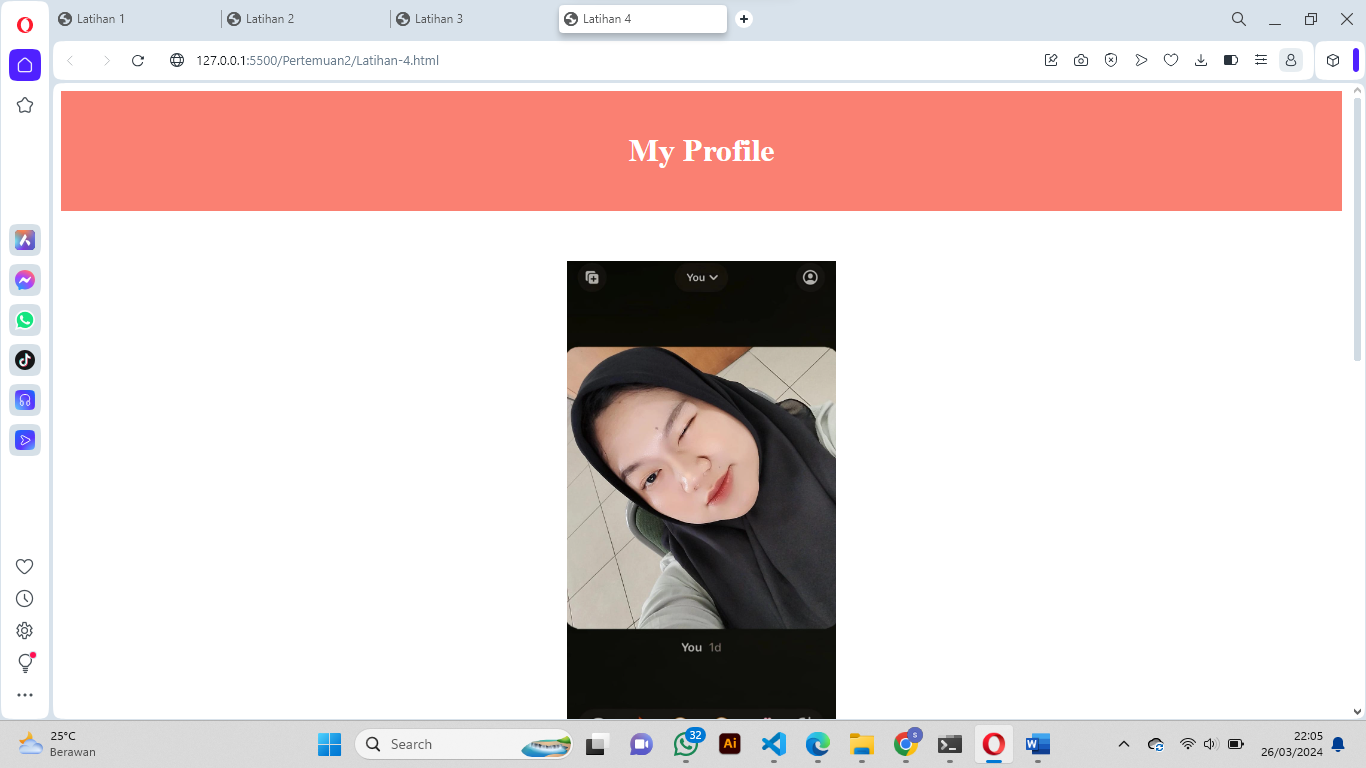 Latihan 1
Latihan 2
Latihan 3
Latihan 4
127.0.0.1:5500/Pertemuan2/Latihan-4.html
My Profile
You
You 1d
25°C
Berawan
Search
32
Ai
S
W
22:05
26/03/2024